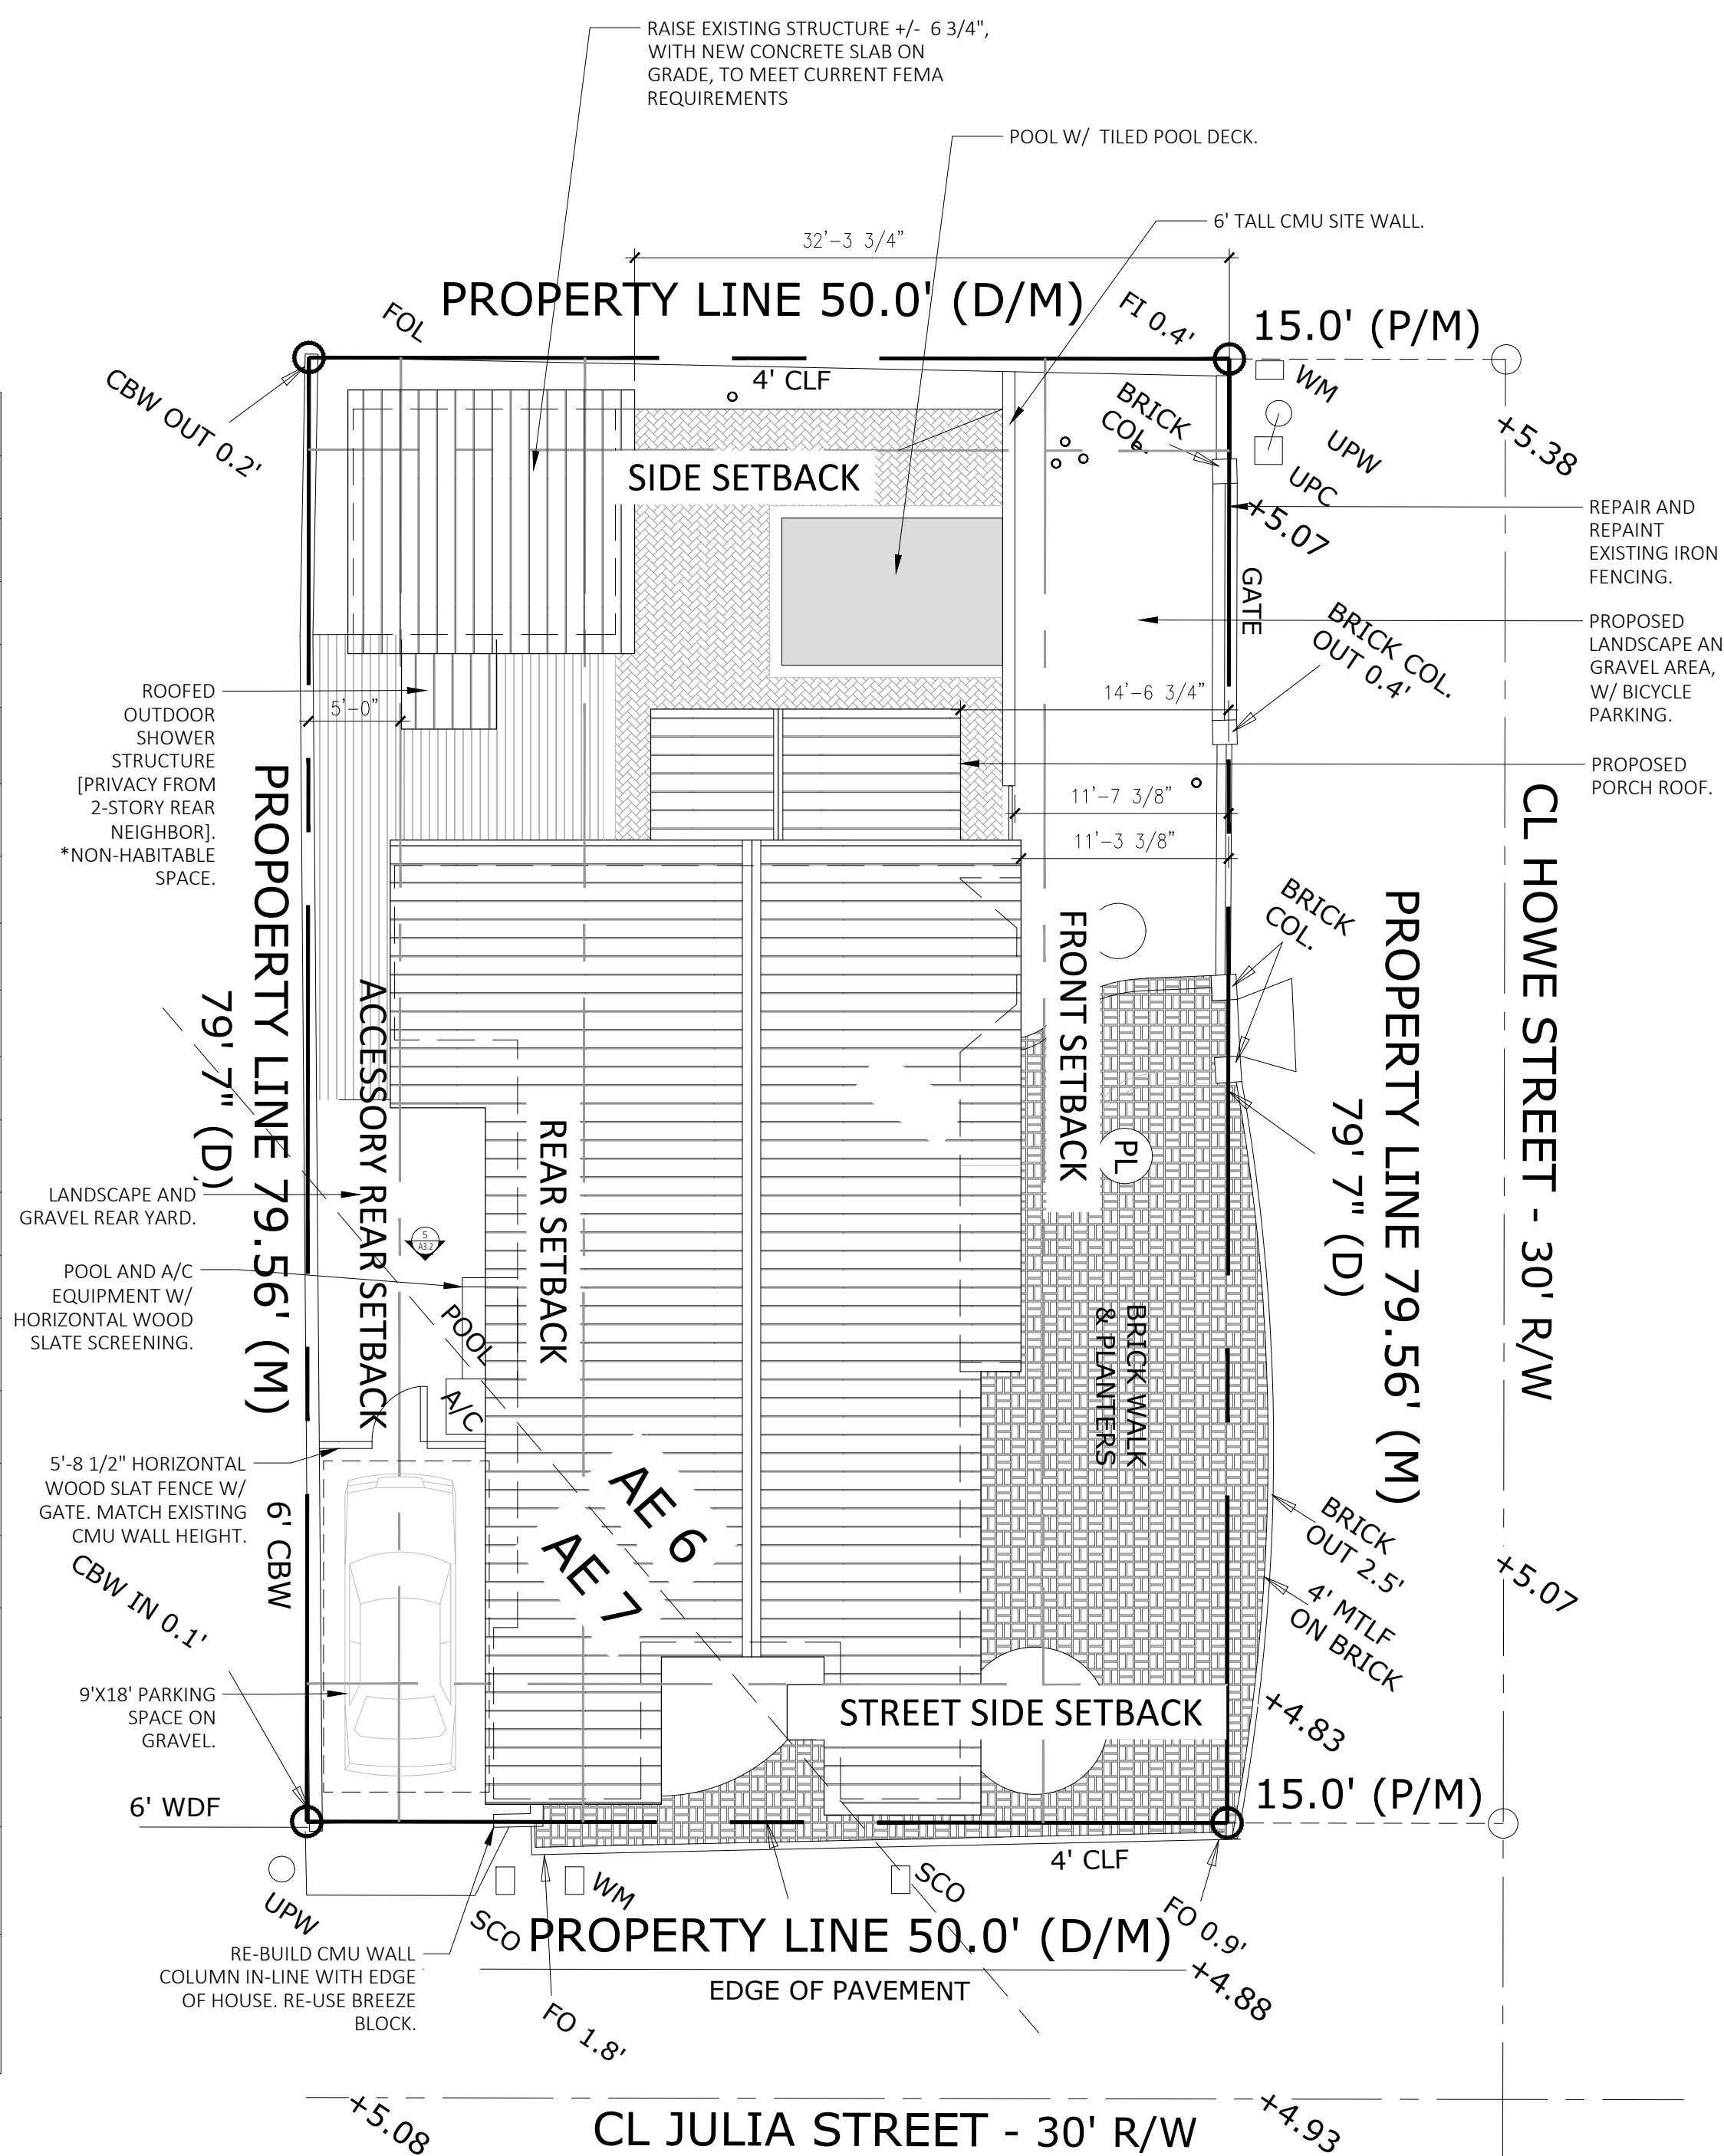 RAISE EXISTING STRUCTURE +/- 6 3/4",
WITH NEW CONCRETE SLAB ON
GRADE, TO MEET CURRENT FEMA
REQUIREMENTS
POOL W/ TILED POOL DECK.
6' TALL CMU SITE WALL.
32'-3 3/4"
PROPERTY LINE 50.0' (D/M)
FOL
FI 0.4'
15.0' (P/M)
CBW OUT 0.2'
4' CLF
BRICK
COL.
WM
UPW
UPC
+5.38
+5.07
SIDE SETBACK
REPAIR AND
REPAINT
EXISTING IRON
FENCING.
GATE
BRICK COL.
OUT 0.4'
PROPOSED
LANDSCAPE AN
GRAVEL AREA,
W/ BICYCLE
PARKING.
ROOFED
OUTDOOR
SHOWER
STRUCTURE
[PRIVACY FROM
2-STORY REAR
NEIGHBOR].
*NON-HABITABLE
SPACE.
5'-0"
14'-6 3/4"
PROPOSED
PORCH ROOF.
11'-7 3/8"
11'-3 3/8"
PROPOERTY LINE 79.56' (M)
79' 7" (D)
ACCESSORY REAR SETBACK
REAR SETBACK
FRONT SETBACK
BRICK
COL.
PROPERTY LINE 79.56' (M)
79' 7" (D)
CL HOWE STREET - 30' R/W
PL
LANDSCAPE AND
GRAVEL REAR YARD.
5
A3.2
POOL AND A/C
EQUIPMENT W/
HORIZONTAL WOOD
SLATE SCREENING.
POOL
A/C
BRICK WALK
& PLANTERS
5'-8 1/2" HORIZONTAL
WOOD SLAT FENCE W/
GATE. MATCH EXISTING
CMU WALL HEIGHT.
6' CBW
AE 6
AE 7
BRICK
OUT 2.5'
4' MTLF
ON BRICK
+5.07
CBW IN 0.1'
9'X18' PARKING
SPACE ON
GRAVEL.
STREET SIDE SETBACK
+4.83
6' WDF
15.0' (P/M)
4' CLF
UPW
SCO
WM
SCO
PROPERTY LINE 50.0' (D/M)
FO 0.9'
RE-BUILD CMU WALL
COLUMN IN-LINE WITH EDGE
OF HOUSE. RE-USE BREEZE
BLOCK.
EDGE OF PAVEMENT
+4.88
FO 1.8'
+5.08
CL JULIA STREET - 30' R/W
+4.93